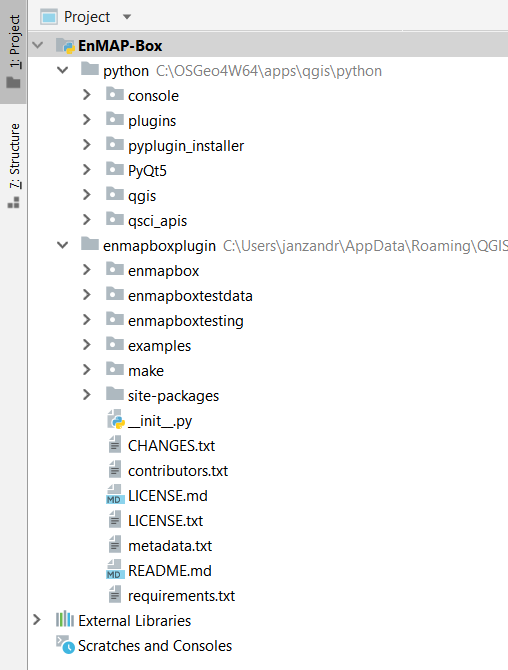 Project
1: Project
7: Structure
EnMAP-Box
python C:\OSGeo4W64\apps\qgis\python
console
plugins
pyplugin_installer
PyQt5
qgis
qsci_apis
enmapboxplugin C:\Users\janzandr\AppData\Roaming\QGIS
enmapbox
enmapboxtestdata
enmapboxtesting
examples
make
site-packages
__init__.py
CHANGES.txt
contributors.txt
MD LICENSE.md
LICENSE.txt
metadata.txt
MD README.md
requirements.txt
External Libraries
Scratches and Consoles